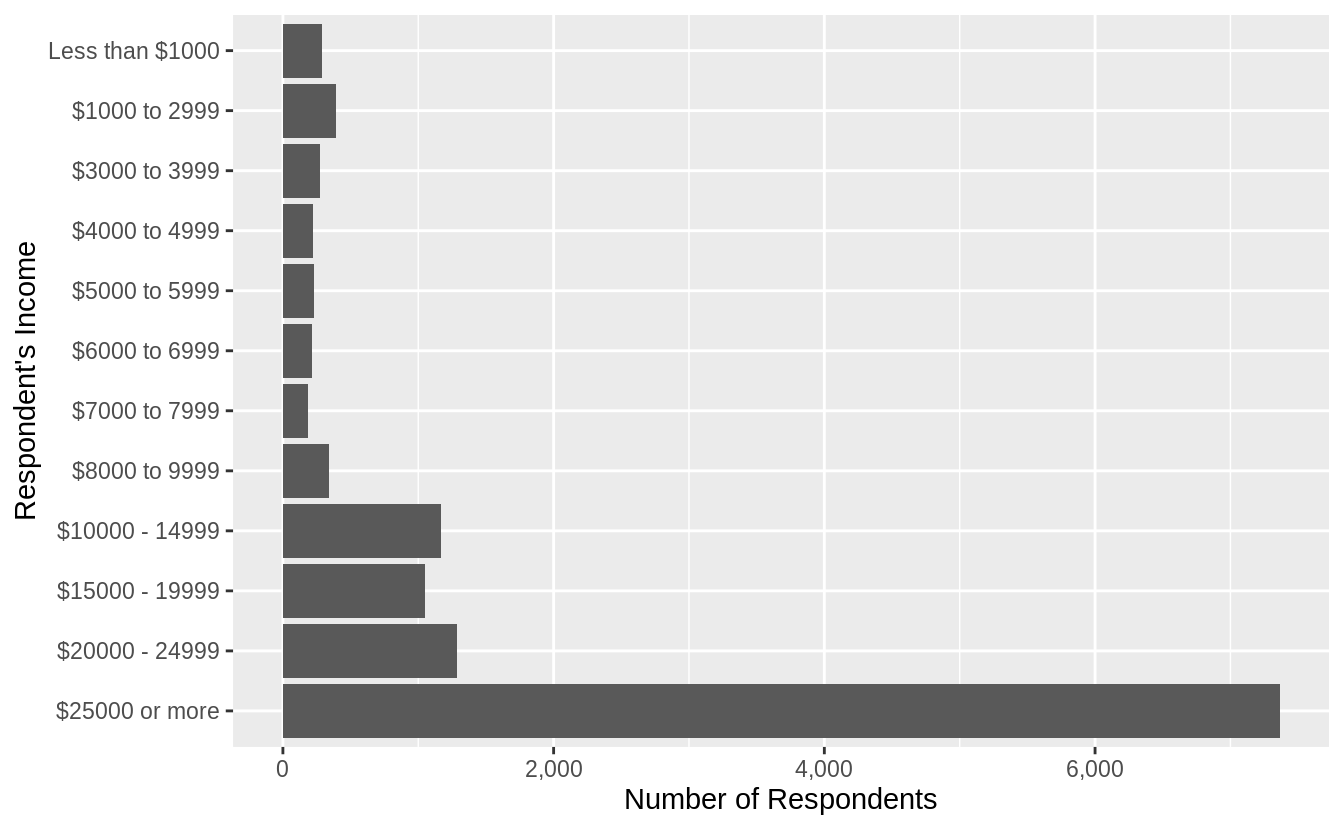 Less than $1000
$1000 to 2999
$3000 to 3999
$4000 to 4999
$5000 to 5999
$6000 to 6999
$7000 to 7999
$8000 to 9999
$10000 - 14999
$15000 - 19999
$20000 - 24999
$25000 or more
Respondent's Income
0 2,000 4,000 6,000
Number of Respondents